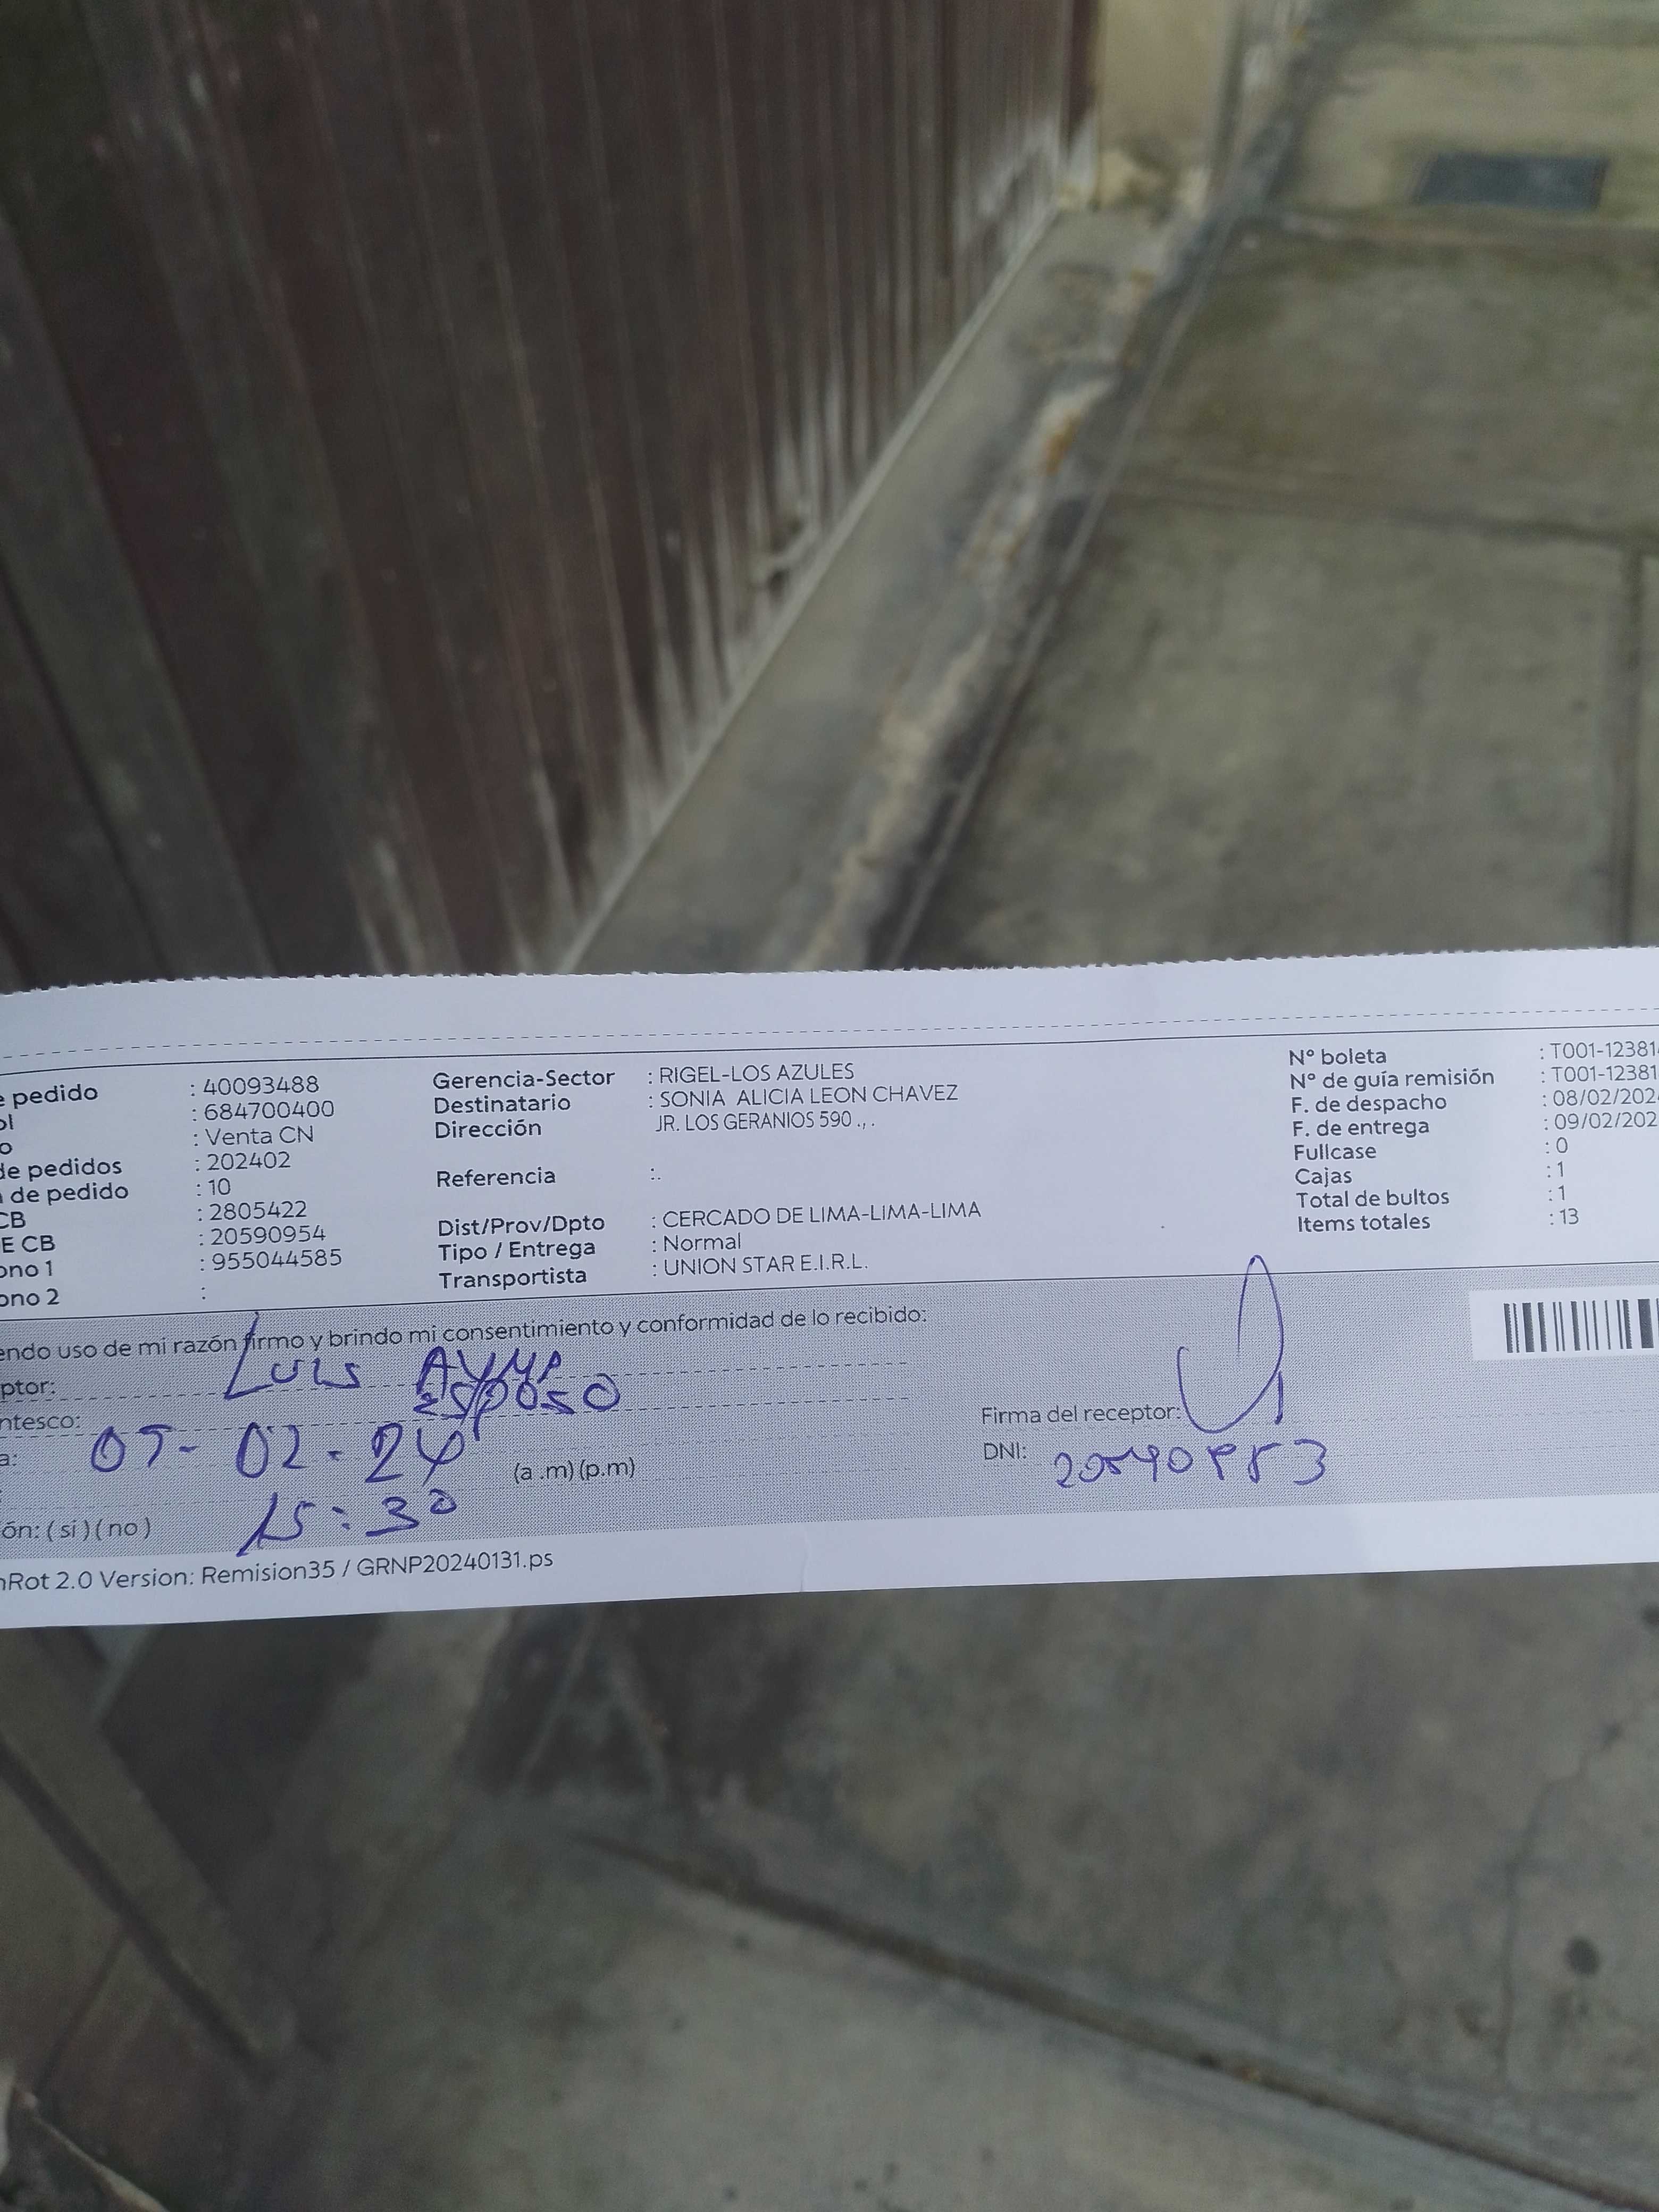 e pedido : 40093488
ol : 684700400
o : Venta CN
de pedidos : 202402
de pedido : 10
CB : 2805422
E CB : 20590954
ono 1 : 955044585
ono 2 :
Gerencia-Sector : RIGEL-LOS AZULES
Destinatario : SONIA ALICIA LEON CHAVEZ
Dirección JR. LOS GERANIOS 590 .,.
Referencia :.
Dist/Prov/Dpto : CERCADO DE LIMA-LIMA-LIMA
Tipo / Entrega : Normal
Transportista : UNION STAR E.I.R.L.
N° boleta : T001-12381
N° de guía remisión : T001-12381
F. de despacho : 08/02/202
F. de entrega : 09/02/202
Fullcase : 0
Cajas : 1
Total de bultos : 1
Items totales : 13
endo uso de mi razón firmo y brindo mi consentimiento y conformidad de lo recibido:
ptor: Luis
ntesco: esposo
a: 02-24 (a .m) (p.m)
15:30
ón: ( sí ) ( no )
Firma del receptor:
DNI:
nRot 2.0 Version: Remision35 / GRNP20240131.ps